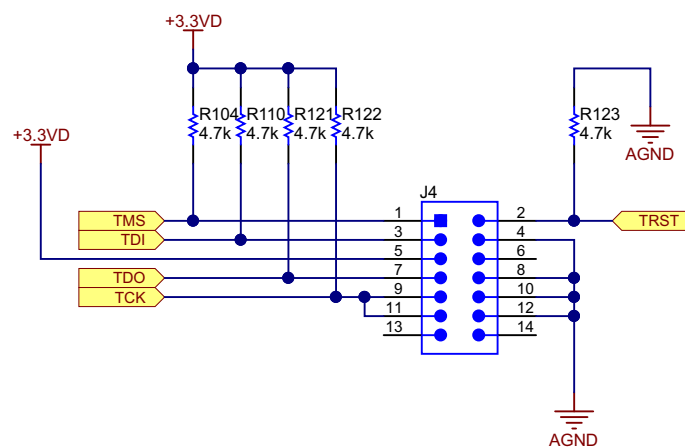 +3.3VD
R104 R110 R121 R122 R123
4.7k 4.7k 4.7k 4.7k 4.7k
+3.3VD
AGND
J4
TMS 1 2 TRST
TDI 3 4
5 6
TDO 7 8
TCK 9 10
11 12
13 14
AGND